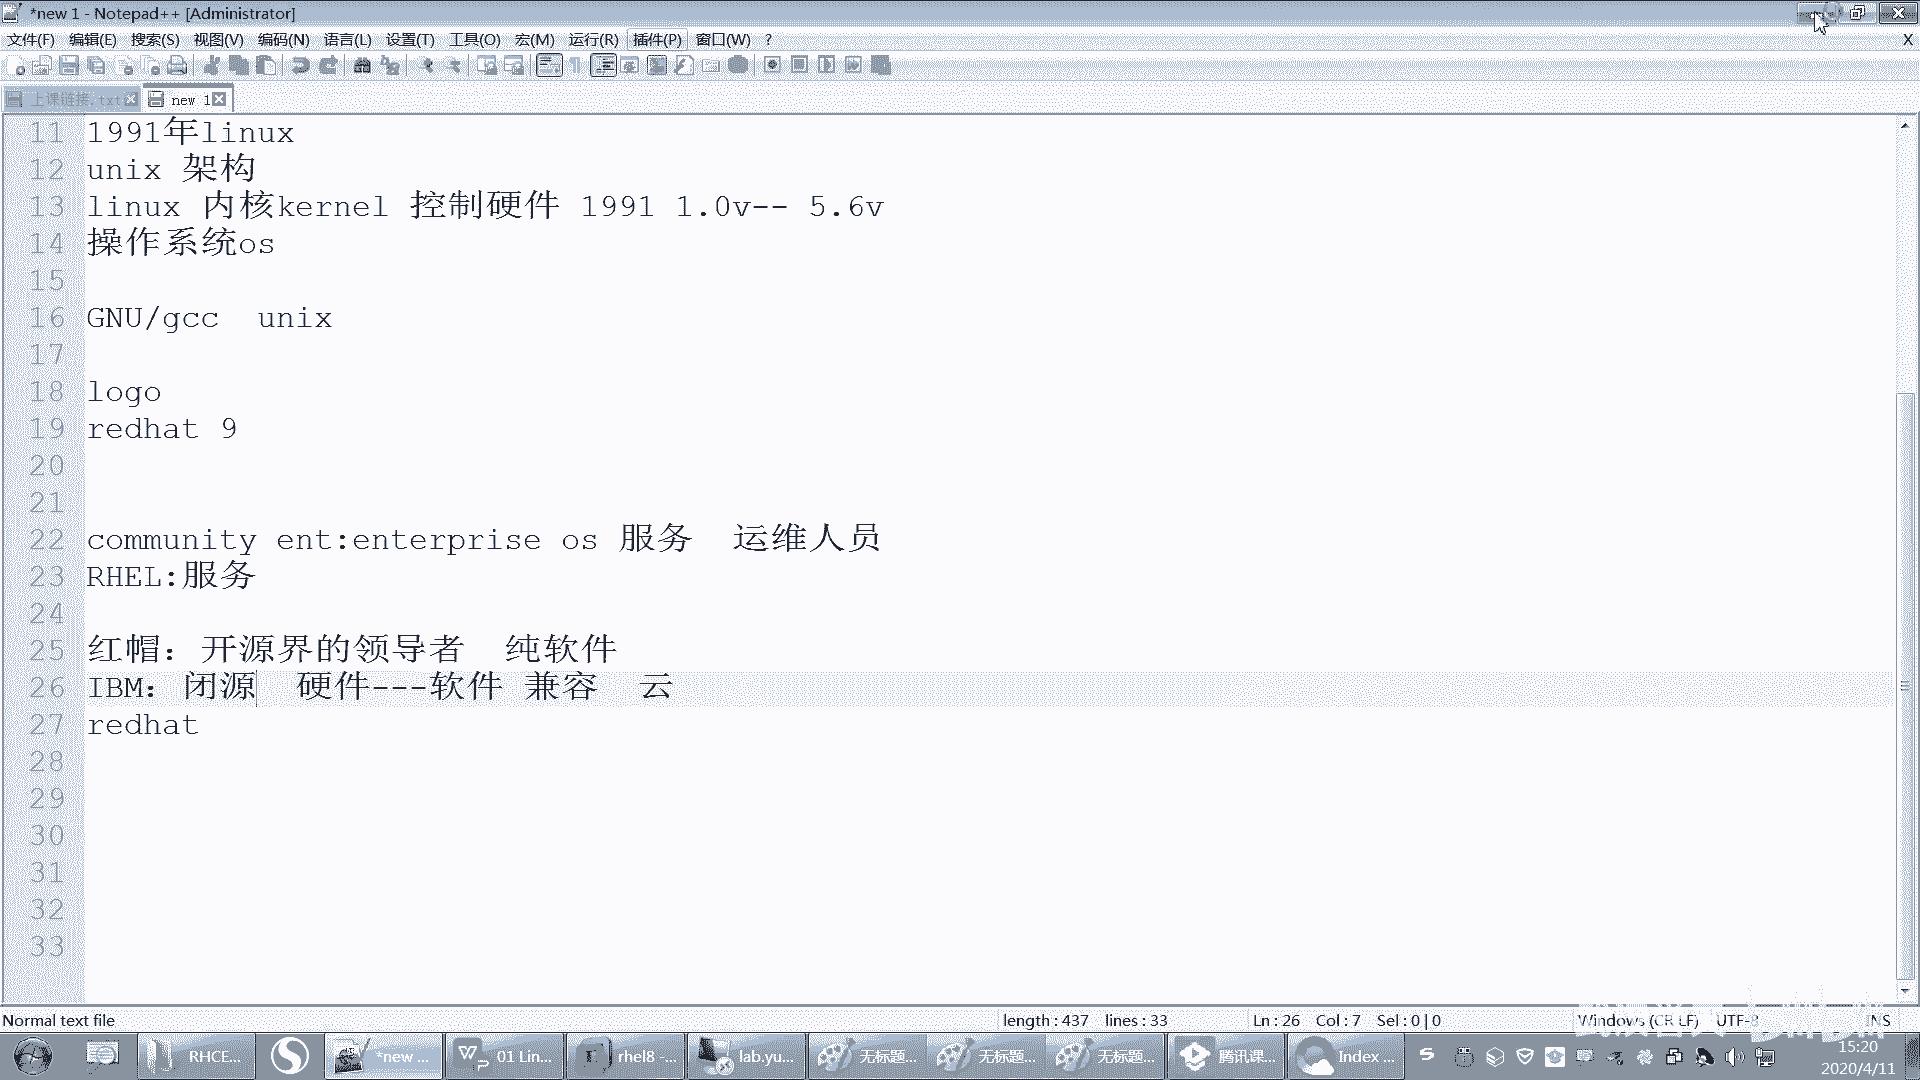 *new 1 - Notepad++ [Administrator]
文件(F) 编辑(E) 搜索(S) 视图(V) 编码(N) 语言(L) 设置(T) 工具(O) 宏(M) 运行(R) 插件(P) 窗口(W) ? X
上课链接.txt new 1
11 1991年linux
12 unix 架构
13 linux 内核kernel 控制硬件 1991 1.0v-- 5.6v
14 操作系统os
15
16 GNU/gcc unix
17
18 logo
19 redhat 9
20
21
22 community ent:enterprise os 服务 运维人员
23 RHEL:服务
24
25 红帽：开源界的领导者 纯软件
26 IBM：闭源 硬件---软件 兼容 云
27 redhat
28
29
30
31
32
33
Normal text file length : 437 lines : 33 Ln : 26 Col : 7 Sel : 0 | 0 Windows (CR LF) UTF-8 INS
RHCE... *new ... 01 Lin... rhel8 -... lab.yu... 无标题... 无标题... 无标题... 腾讯课... Index ... 15:20
2020/4/11